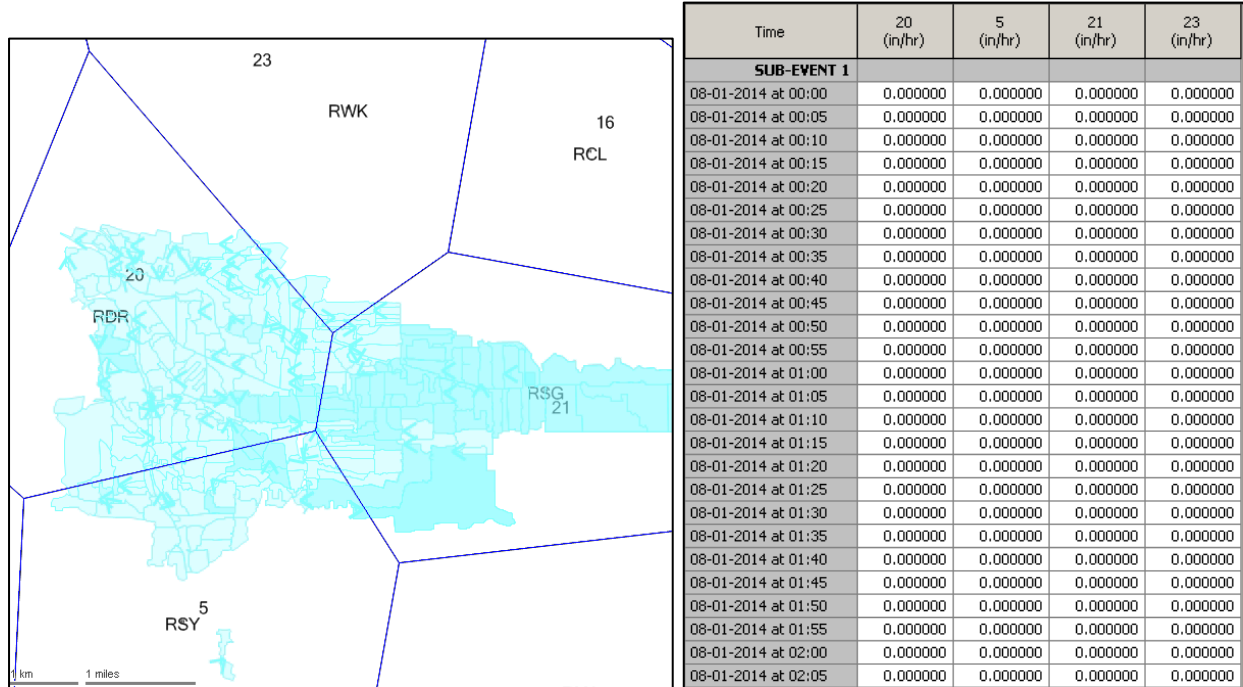 23
RWK
16
RCL
20
RDR
RSG
21
5
RSY
1 km 1 miles
Time 20 (in/hr) 5 (in/hr) 21 (in/hr) 23 (in/hr)
SUB-EVENT 1
08-01-2014 at 00:00 0.000000 0.000000 0.000000 0.000000
08-01-2014 at 00:05 0.000000 0.000000 0.000000 0.000000
08-01-2014 at 00:10 0.000000 0.000000 0.000000 0.000000
08-01-2014 at 00:15 0.000000 0.000000 0.000000 0.000000
08-01-2014 at 00:20 0.000000 0.000000 0.000000 0.000000
08-01-2014 at 00:25 0.000000 0.000000 0.000000 0.000000
08-01-2014 at 00:30 0.000000 0.000000 0.000000 0.000000
08-01-2014 at 00:35 0.000000 0.000000 0.000000 0.000000
08-01-2014 at 00:40 0.000000 0.000000 0.000000 0.000000
08-01-2014 at 00:45 0.000000 0.000000 0.000000 0.000000
08-01-2014 at 00:50 0.000000 0.000000 0.000000 0.000000
08-01-2014 at 00:55 0.000000 0.000000 0.000000 0.000000
08-01-2014 at 01:00 0.000000 0.000000 0.000000 0.000000
08-01-2014 at 01:05 0.000000 0.000000 0.000000 0.000000
08-01-2014 at 01:10 0.000000 0.000000 0.000000 0.000000
08-01-2014 at 01:15 0.000000 0.000000 0.000000 0.000000
08-01-2014 at 01:20 0.000000 0.000000 0.000000 0.000000
08-01-2014 at 01:25 0.000000 0.000000 0.000000 0.000000
08-01-2014 at 01:30 0.000000 0.000000 0.000000 0.000000
08-01-2014 at 01:35 0.000000 0.000000 0.000000 0.000000
08-01-2014 at 01:40 0.000000 0.000000 0.000000 0.000000
08-01-2014 at 01:45 0.000000 0.000000 0.000000 0.000000
08-01-2014 at 01:50 0.000000 0.000000 0.000000 0.000000
08-01-2014 at 01:55 0.000000 0.000000 0.000000 0.000000
08-01-2014 at 02:00 0.000000 0.000000 0.000000 0.000000
08-01-2014 at 02:05 0.000000 0.000000 0.000000 0.000000